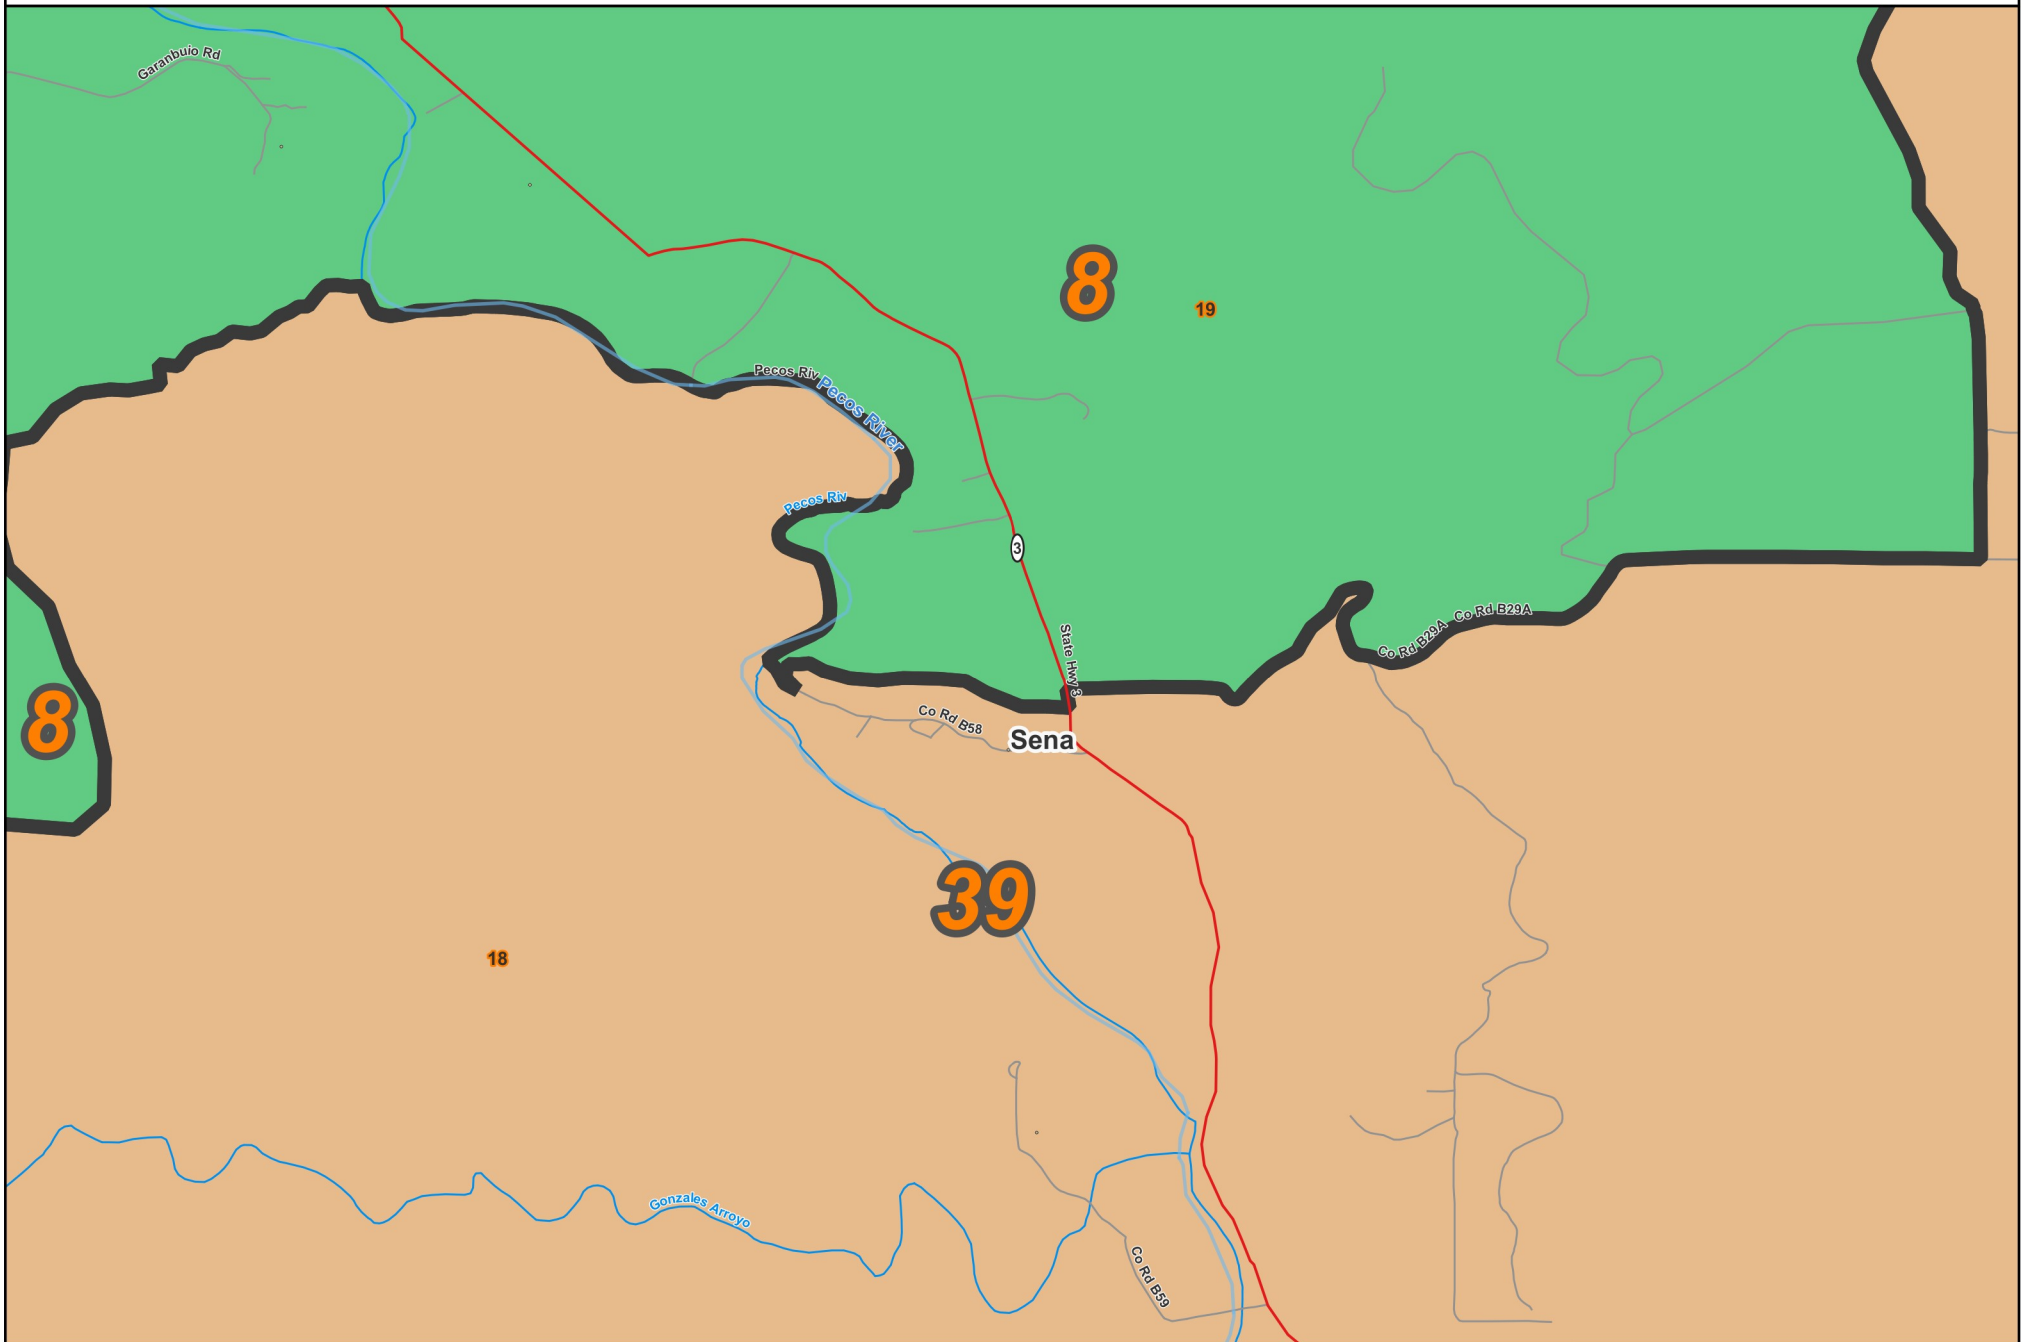 Garanbuio Rd
8
19
Pecos Riv
Pecos River
Pecos Riv
3
Co Rd B29A
Co Rd B29A
State Hwy 3
8
Co Rd B58
Sena
39
18
Gonzales Arroyo
Co Rd B59